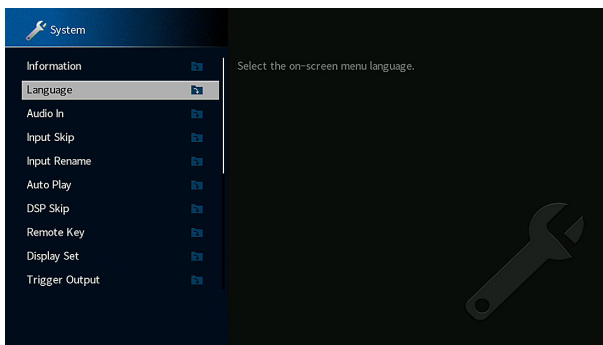 System
Information
Language
Select the on-screen menu language.
Audio In
Input Skip
Input Rename
Auto Play
DSP Skip
Remote Key
Display Set
Trigger Output